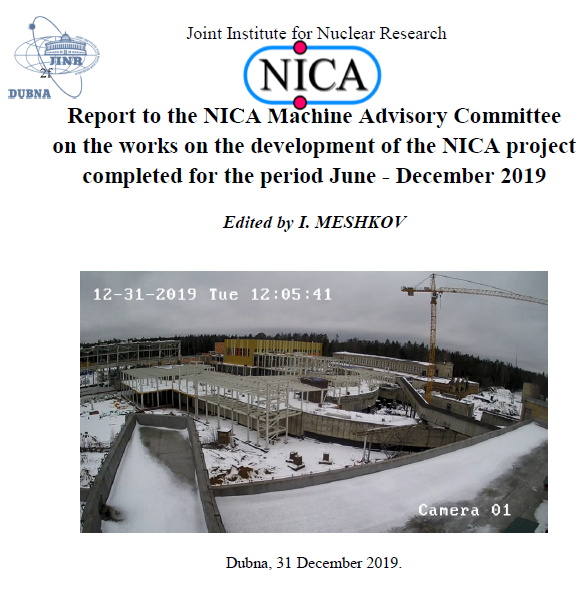 Joint Institute for Nuclear Research
JINR
2f
DUBNA
NICA
Report to the NICA Machine Advisory Committee
on the works on the development of the NICA project
completed for the period June - December 2019
Edited by I. MESHKOV
12-31-2019 Tue 12:05:41
Camera 01
Dubna, 31 December 2019.